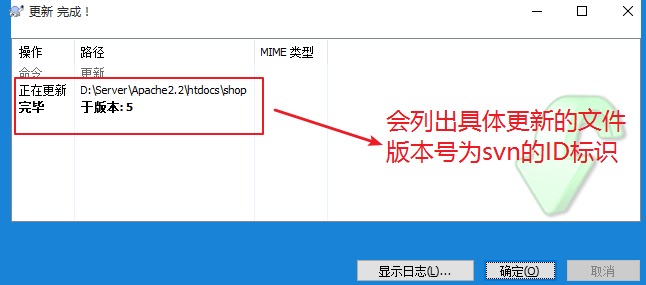 更新 完成！
操作 路径 MIME 类型
命令 更新
正在更新 D:\Server\Apache2.2\htdocs\shop
完毕 于版本: 5
会列出具体更新的文件
版本号为svn的ID标识
显示日志(L)... 确定(O) 取消